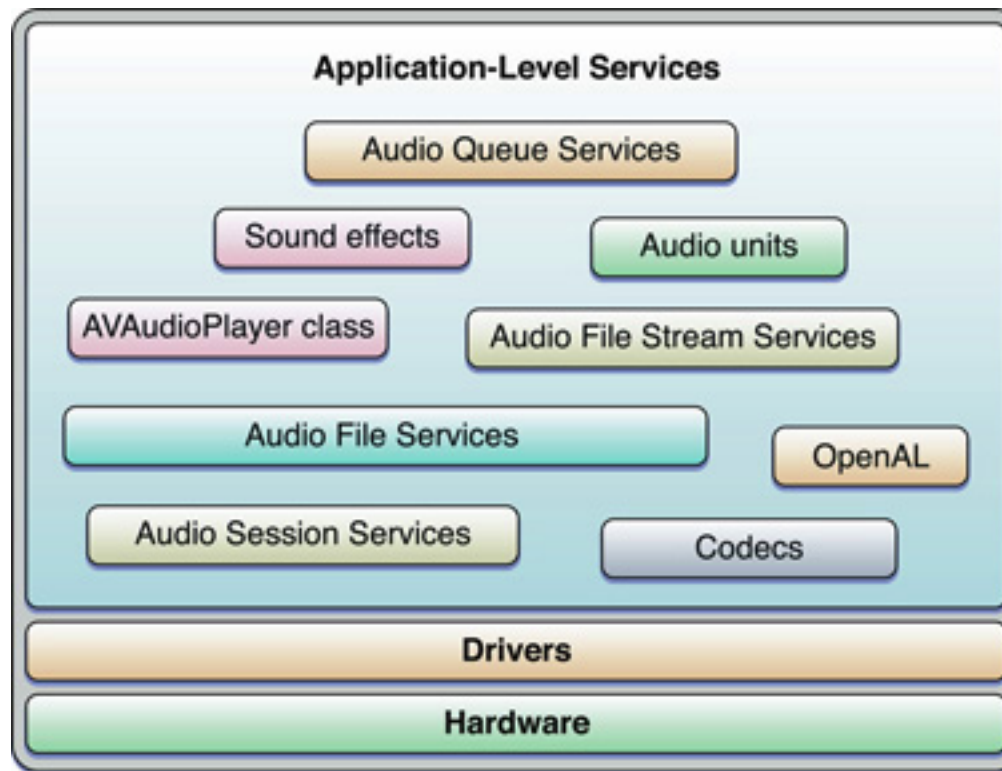 Application-Level Services
Audio Queue Services
Sound effects
Audio units
AVAudioPlayer class
Audio File Stream Services
Audio File Services
OpenAL
Audio Session Services
Codecs
Drivers
Hardware